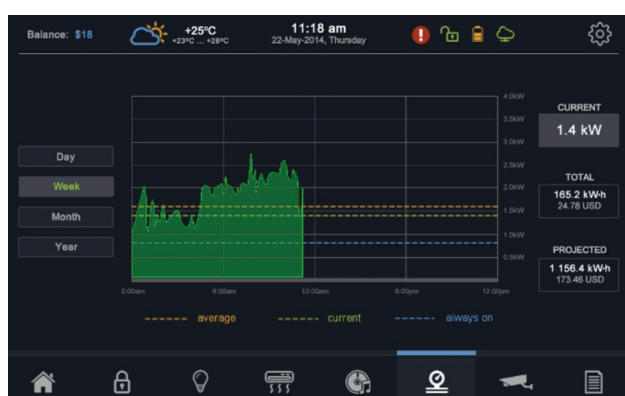 Balance: $18
+25°C
+23°C ... +28°C
11:18 am
22-May-2014, Thursday
4.0kW
3.5kW
3.0kW
2.5kW
2.0kW
1.5kW
1.0kW
0.5kW
0:00am
6:00am
12:00am
6:00pm
12:00pm
average
current
always on
Day
Week
Month
Year
CURRENT
1.4 kW
TOTAL
165.2 kW-h
24.78 USD
PROJECTED
1 156.4 kW-h
173.46 USD